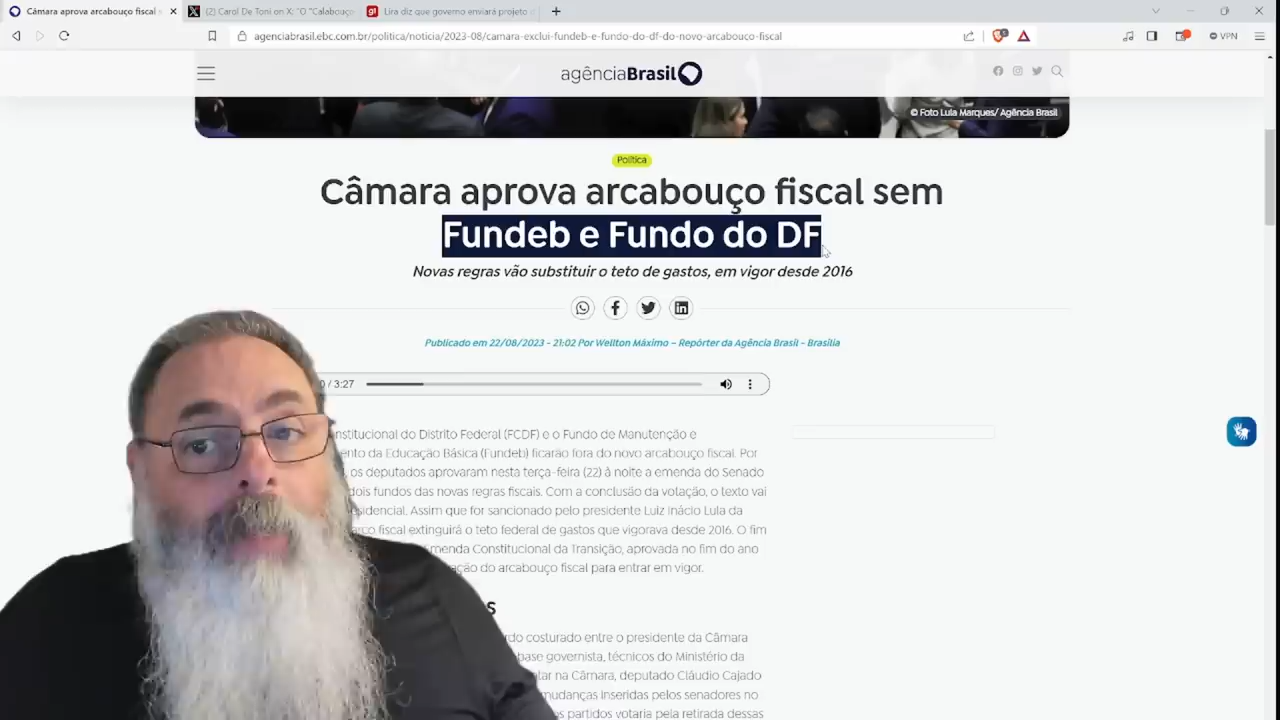 Câmara aprova arcabouço fiscal s
(2) Carol De Toni on X: "O "Calabouço
g1
Lira diz que governo enviará projeto
agenciabrasil.ebc.com.br/politica/noticia/2023-08/camara-exclui-fundeb-e-fundo-do-df-do-novo-arcabouco-fiscal
VPN
agênciaBrasil
© Foto Lula Marques/ Agência Brasil
Política
Câmara aprova arcabouço fiscal sem
Fundeb e Fundo do DF
Novas regras vão substituir o teto de gastos, em vigor desde 2016
Publicado em 22/08/2023 - 21:02 Por Wellton Máximo – Repórter da Agência Brasil - Brasília
/ 3:27
nstitucional do Distrito Federal (FCDF) e o Fundo de Manutenção e
ento da Educação Básica (Fundeb) ficarão fora do novo arcabouço fiscal. Por
, os deputados aprovaram nesta terça-feira (22) à noite a emenda do Senado
dois fundos das novas regras fiscais. Com a conclusão da votação, o texto vai
sidencial. Assim que for sancionado pelo presidente Luiz Inácio Lula da
rço fiscal extinguirá o teto federal de gastos que vigorava desde 2016. O fim
menda Constitucional da Transição, aprovada no fim do ano
ação do arcabouço fiscal para entrar em vigor.
s
rdo costurado entre o presidente da Câmara
base governista, técnicos do Ministério da
tar na Câmara, deputado Cláudio Cajado
mudanças inseridas pelos senadores no
s partidos votaria pela retirada dessas